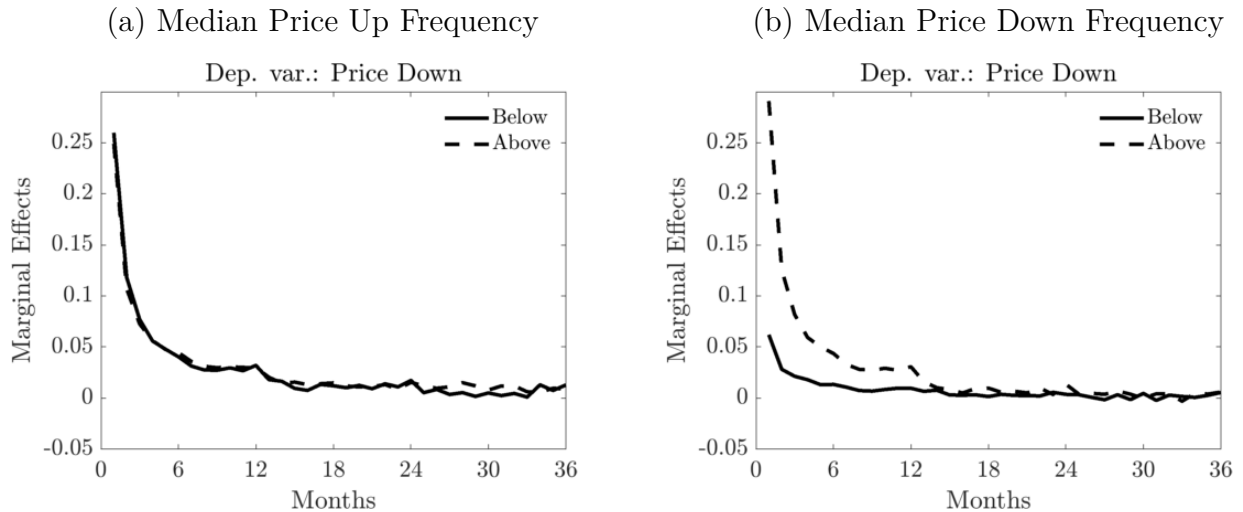 (a) Median Price Up Frequency
Dep. var.: Price Down
Marginal Effects
0.25
0.2
0.15
0.1
0.05
0
-0.05
Below
Above
0 6 12 18 24 30 36
Months
(b) Median Price Down Frequency
Dep. var.: Price Down
Marginal Effects
0.25
0.2
0.15
0.1
0.05
0
-0.05
Below
Above
0 6 12 18 24 30 36
Months